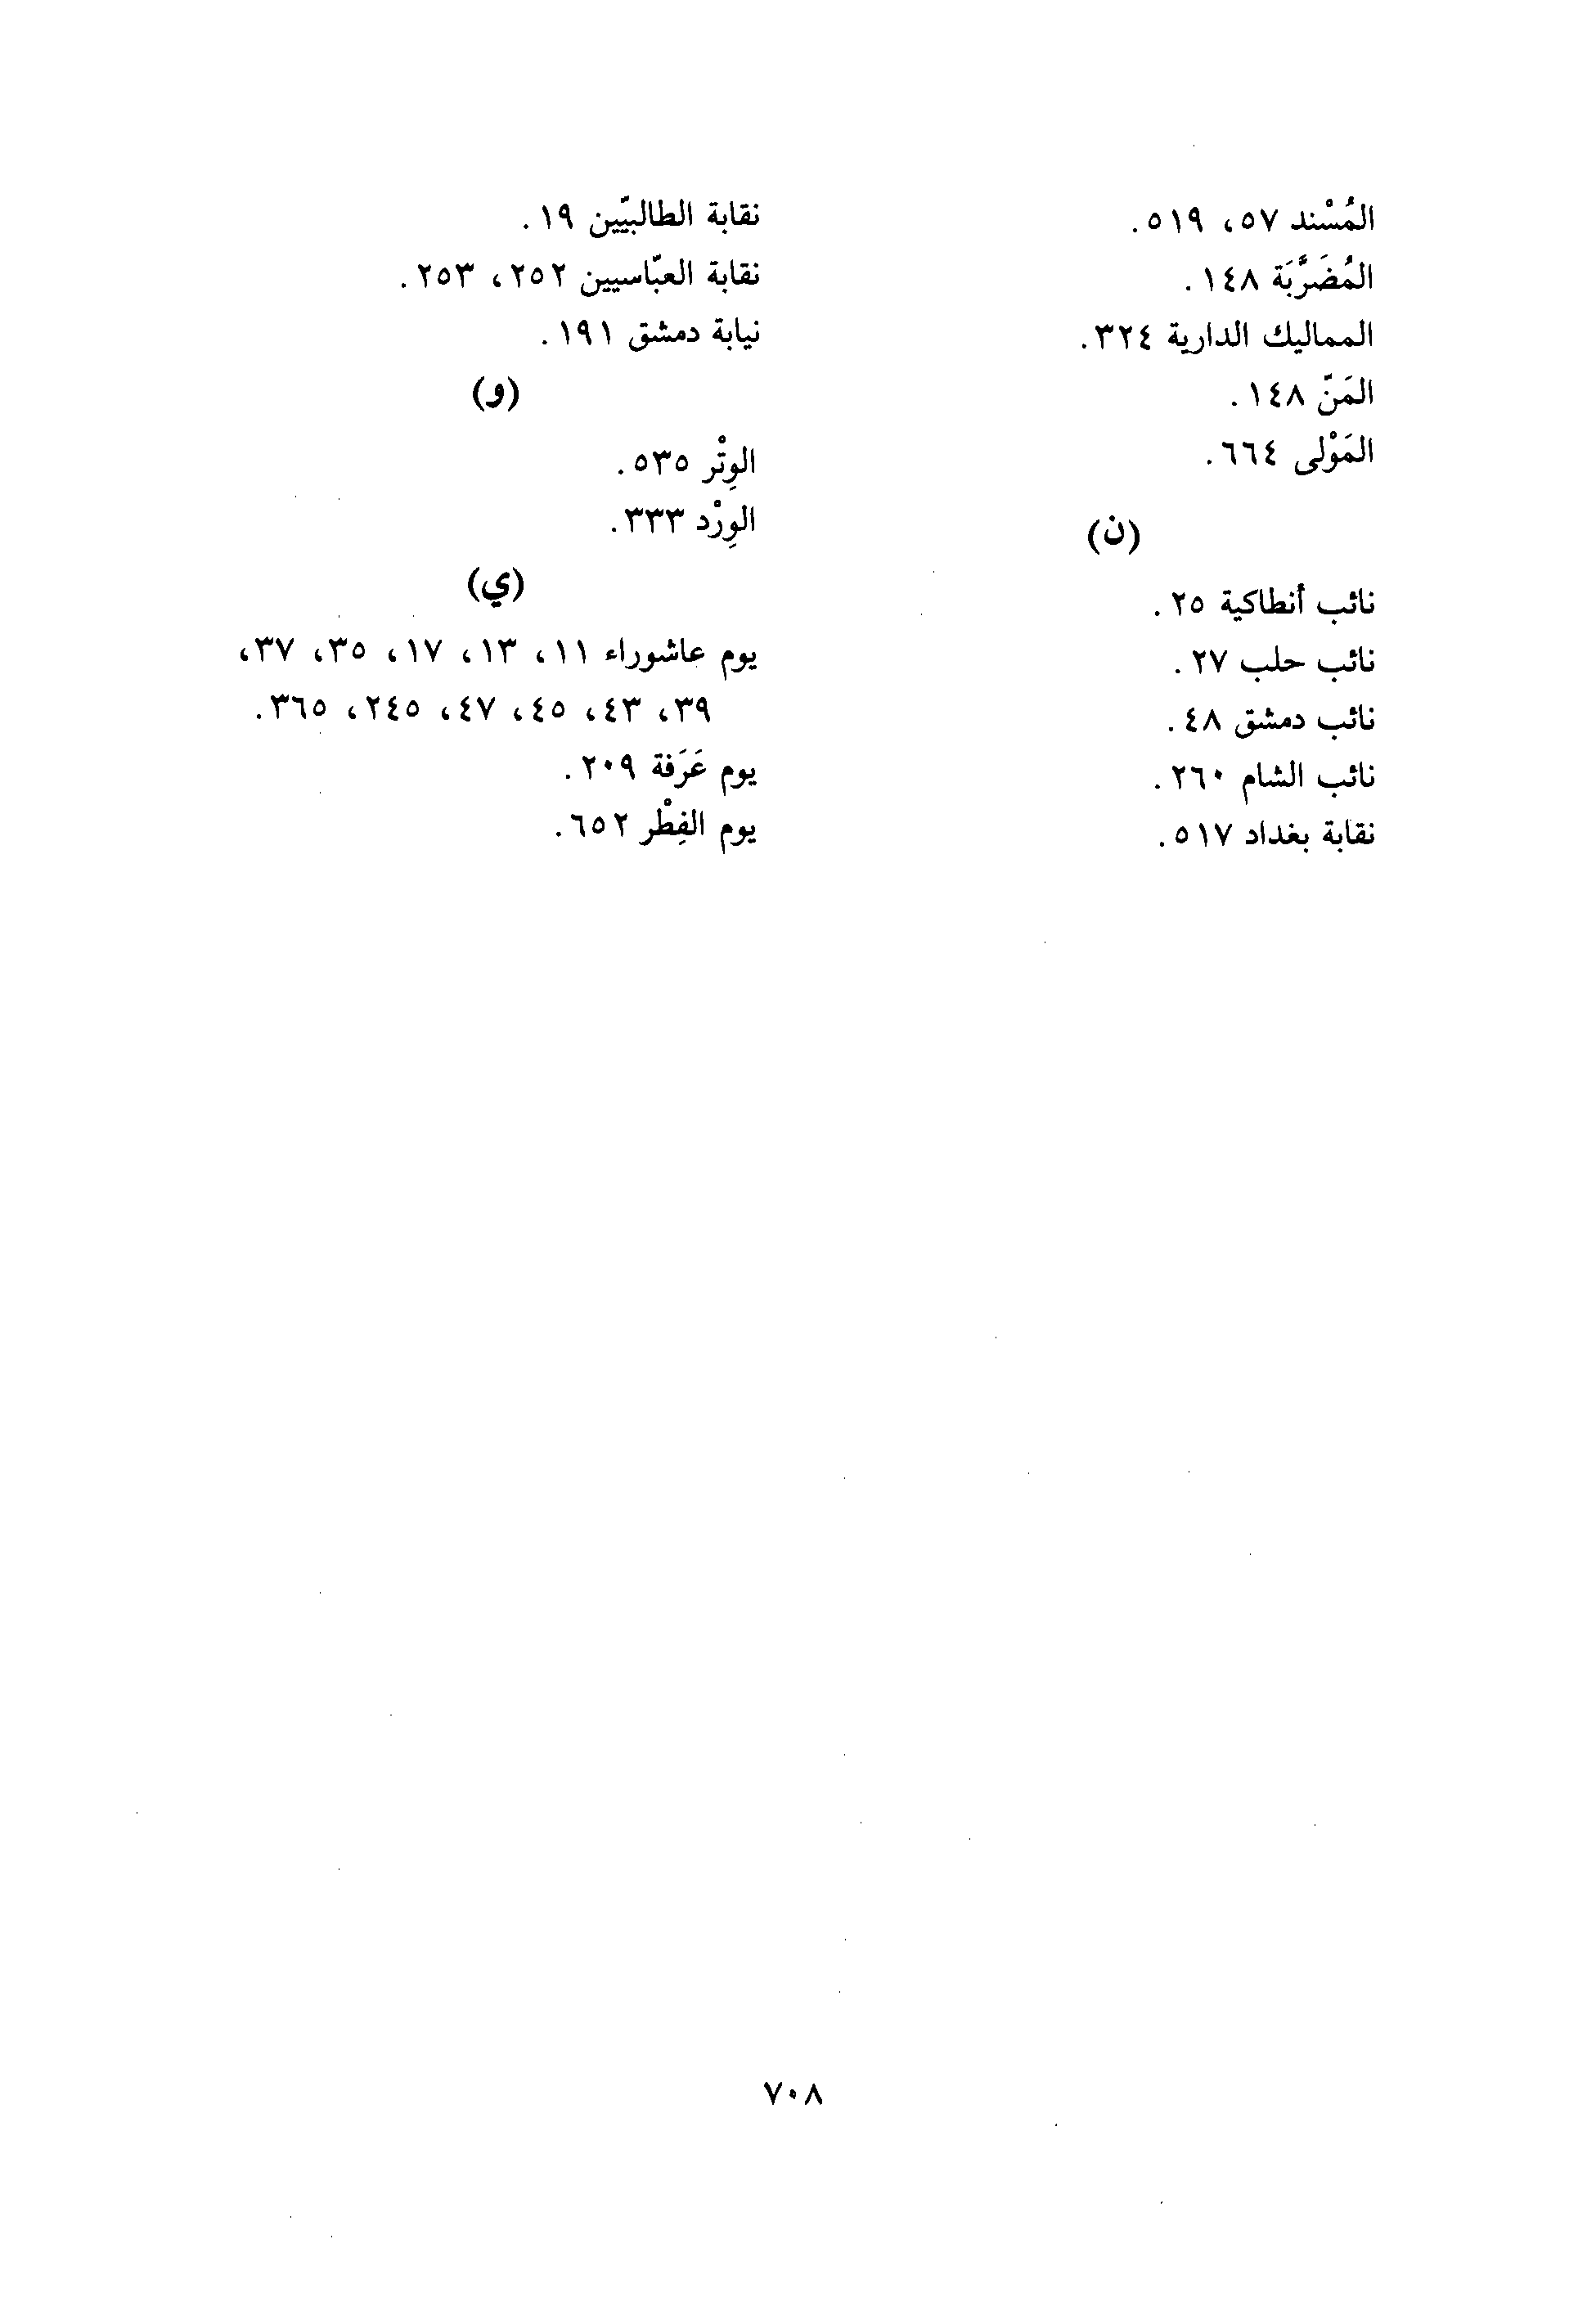 المُسْند ٥٧، ٥١٩.
المُضَرَّبَة ١٤٨.
المماليك الدارية ٣٢٤.
المَنّ ١٤٨.
المَوْلى ٦٦٤.
(ن)
نائب أنطاكية ٢٥.
نائب حلب ٢٧.
نائب دمشق ٤٨.
نائب الشام ٢٦٠.
نقابة بغداد ٥١٧.
نقابة الطالبيّين ١٩.
نقابة العبّاسيين ٢٥٢، ٢٥٣.
نيابة دمشق ١٩١.
(و)
الوِتْر ٥٣٥.
الوِرْد ٣٣٣.
(ي)
يوم عاشوراء ١١، ١٣، ١٧، ٣٥، ٣٧،
٣٩، ٤٣، ٤٥، ٤٧، ٢٤٥، ٣٦٥.
يوم عَرَفة ٢٠٩.
يوم الفِطْر ٦٥٢.
٧٠٨